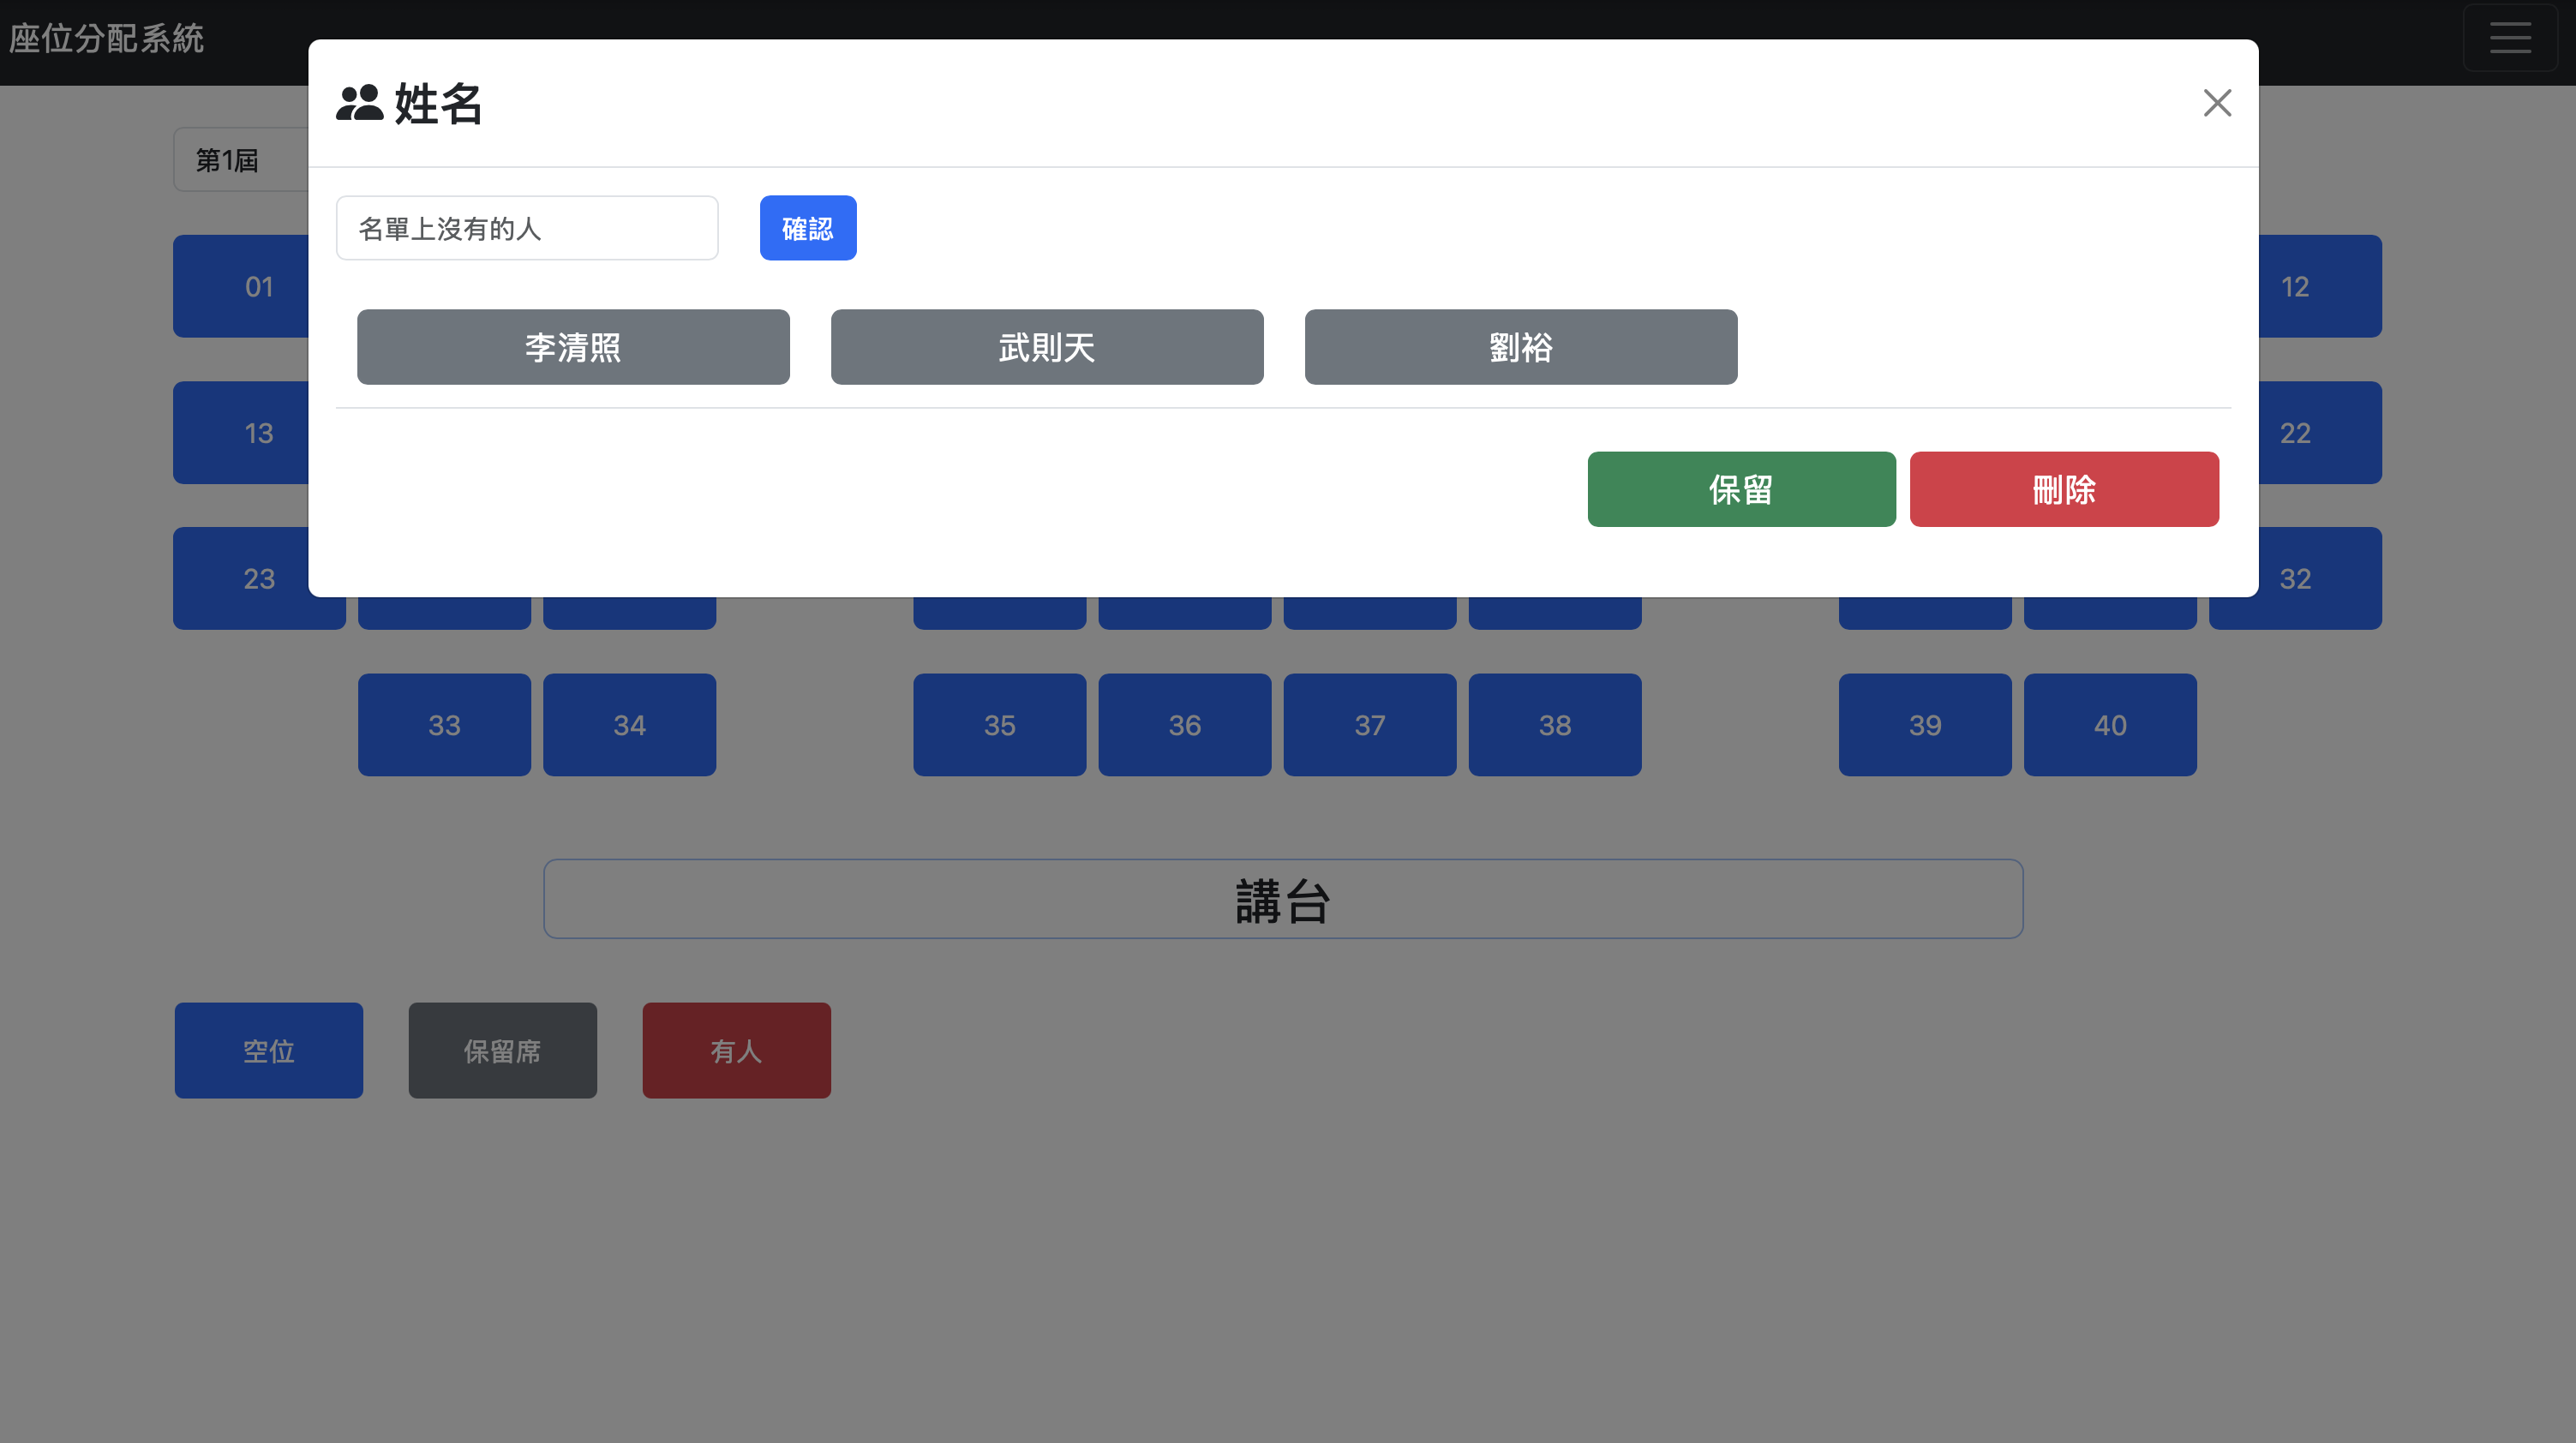 座位分配系統
姓名
第1屆
名單上沒有的人 確認
01 12
李清照 武則天 劉裕
13 22
保留 刪除
23 32
33 34 35 36 37 38 39 40
講台
空位 保留席 有人